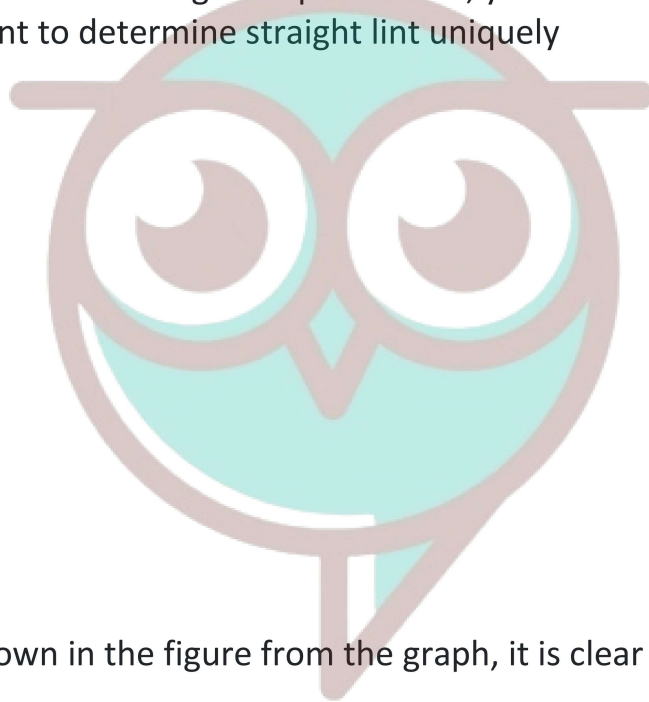 nt to determine straight lint uniquely
own in the figure from the graph, it is clear